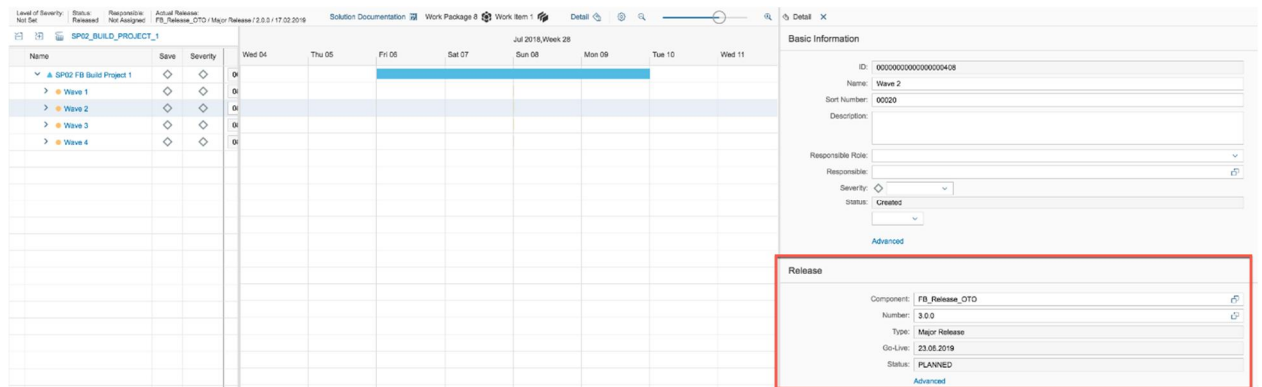 Level of Severity: Status: Responsible: Actual Release:
Not Set Released Not Assigned FB_Release_OTO / Major Release / 2.0.0 / 17.02.2019
Solution Documentation Work Package 8 Work Item 1 Detail
SP02_BUILD_PROJECT_1
Jul 2018,Week 28
Name Save Severity Wed 04 Thu 05 Fri 06 Sat 07 Sun 08 Mon 09 Tue 10 Wed 11
SP02 FB Build Project 1
Wave 1
Wave 2
Wave 3
Wave 4
Detail
Basic Information
ID: 00000000000000000408
Name: Wave 2
Sort Number: 00020
Description:
Responsible Role:
Responsible:
Severity:
Status: Created
Advanced
Release
Component: FB_Release_OTO
Number: 3.0.0
Type: Major Release
Go-Live: 23.06.2019
Status: PLANNED
Advanced